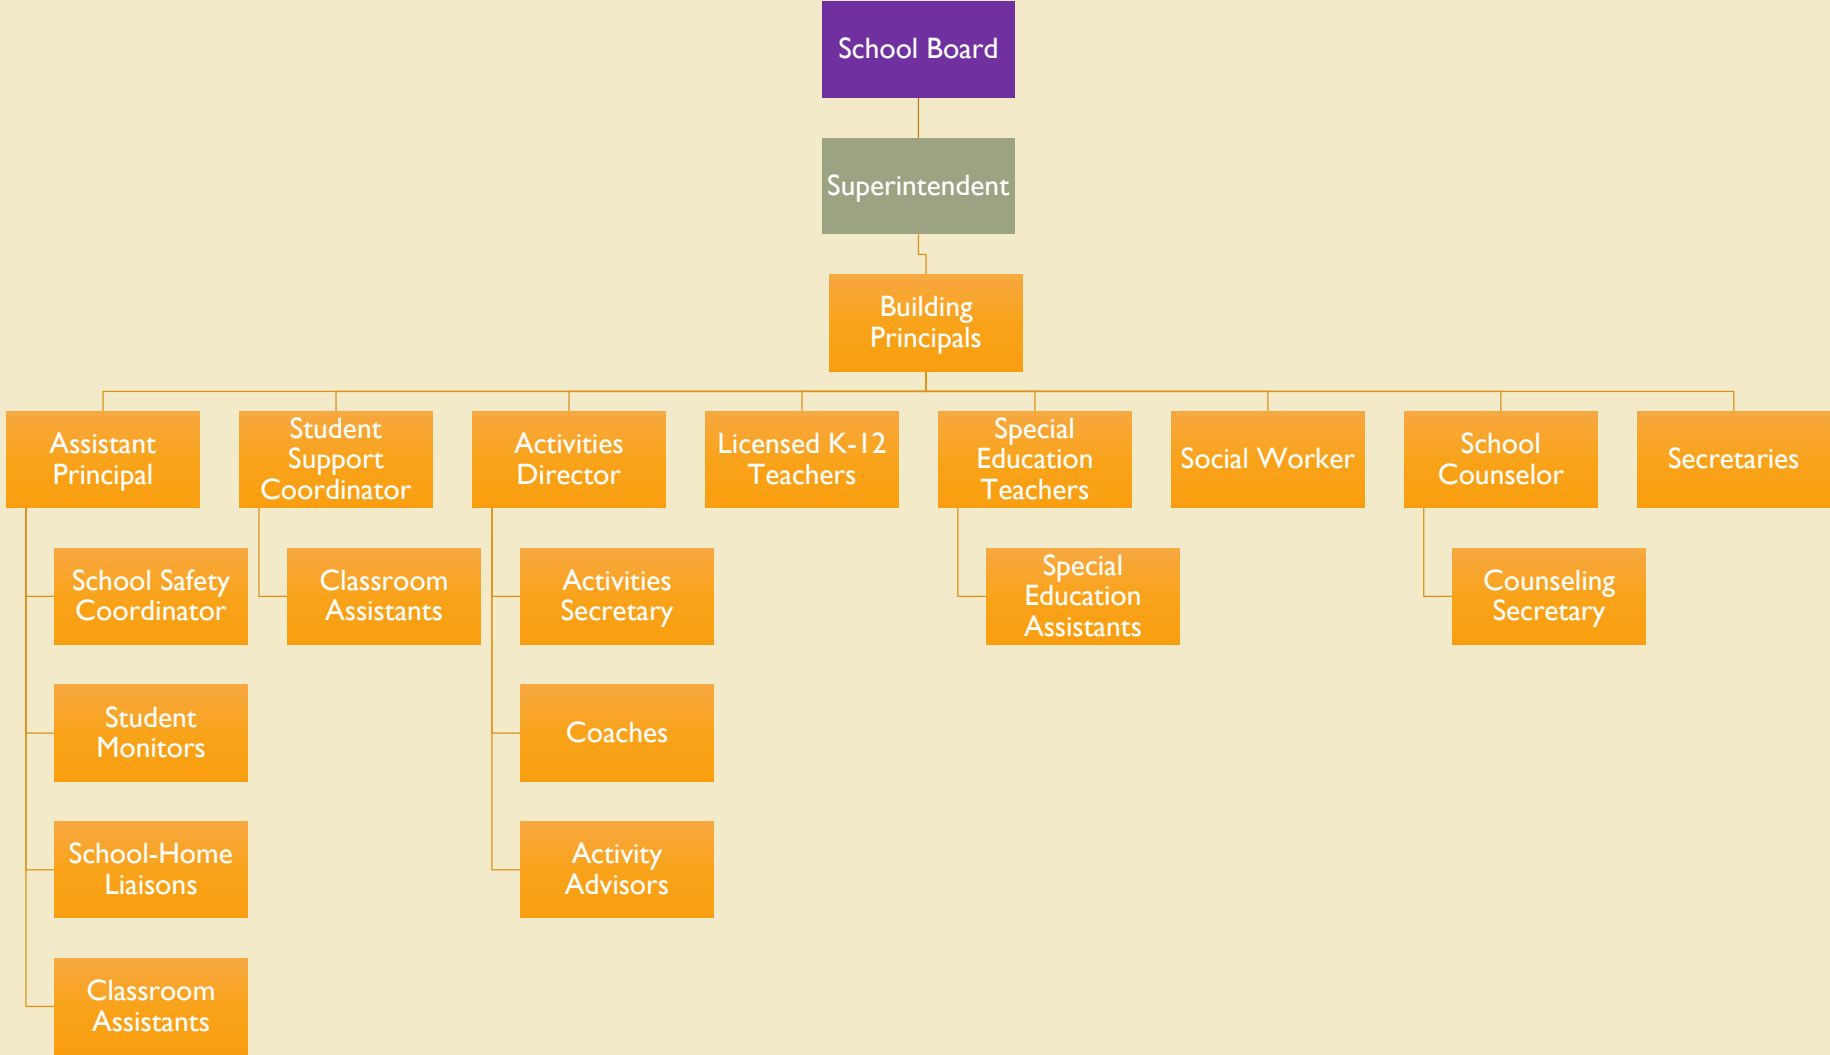 School Board
Superintendent
Building
Principals
Assistant
Principal
Student
Support
Coordinator
Activities
Director
Licensed K-12
Teachers
Special
Education
Teachers
Social Worker
School
Counselor
Secretaries
School Safety
Coordinator
Classroom
Assistants
Activities
Secretary
Special
Education
Assistants
Counseling
Secretary
Student
Monitors
Coaches
School-Home
Liaisons
Activity
Advisors
Classroom
Assistants